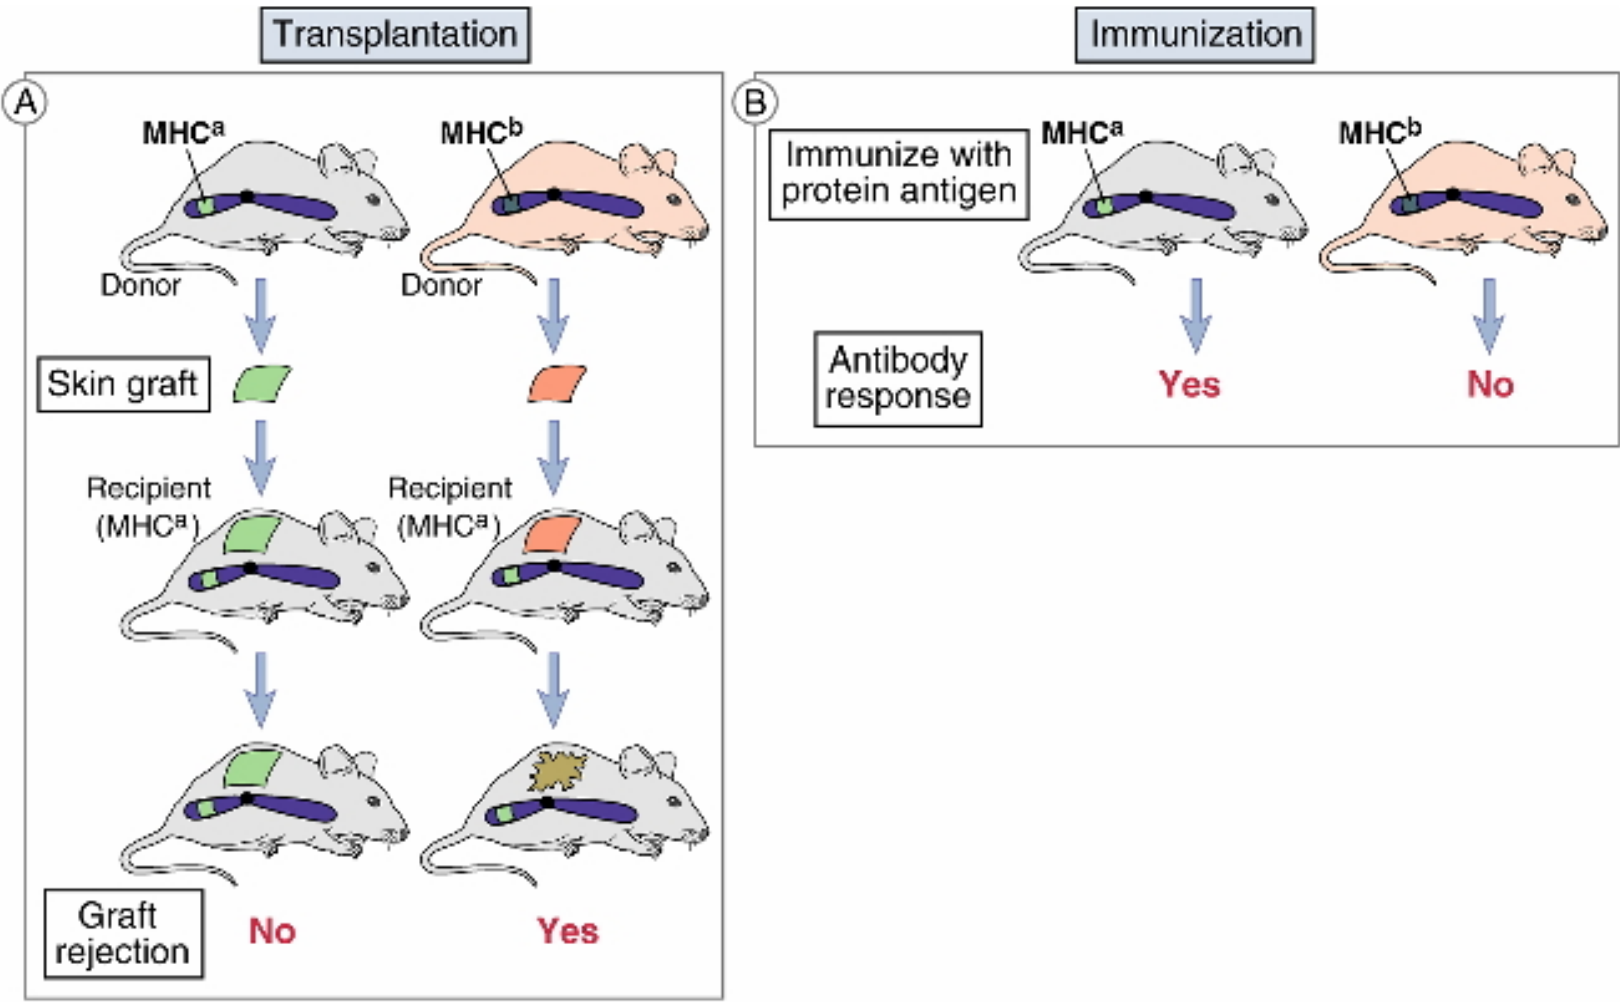 Transplantation
A
MHCᵃ
MHCᵇ
Donor
Donor
Skin graft
Recipient
(MHCᵃ)
Recipient
(MHCᵃ)
Graft
rejection
No
Yes
Immunization
B
Immunize with
protein antigen
MHCᵃ
MHCᵇ
Antibody
response
Yes
No